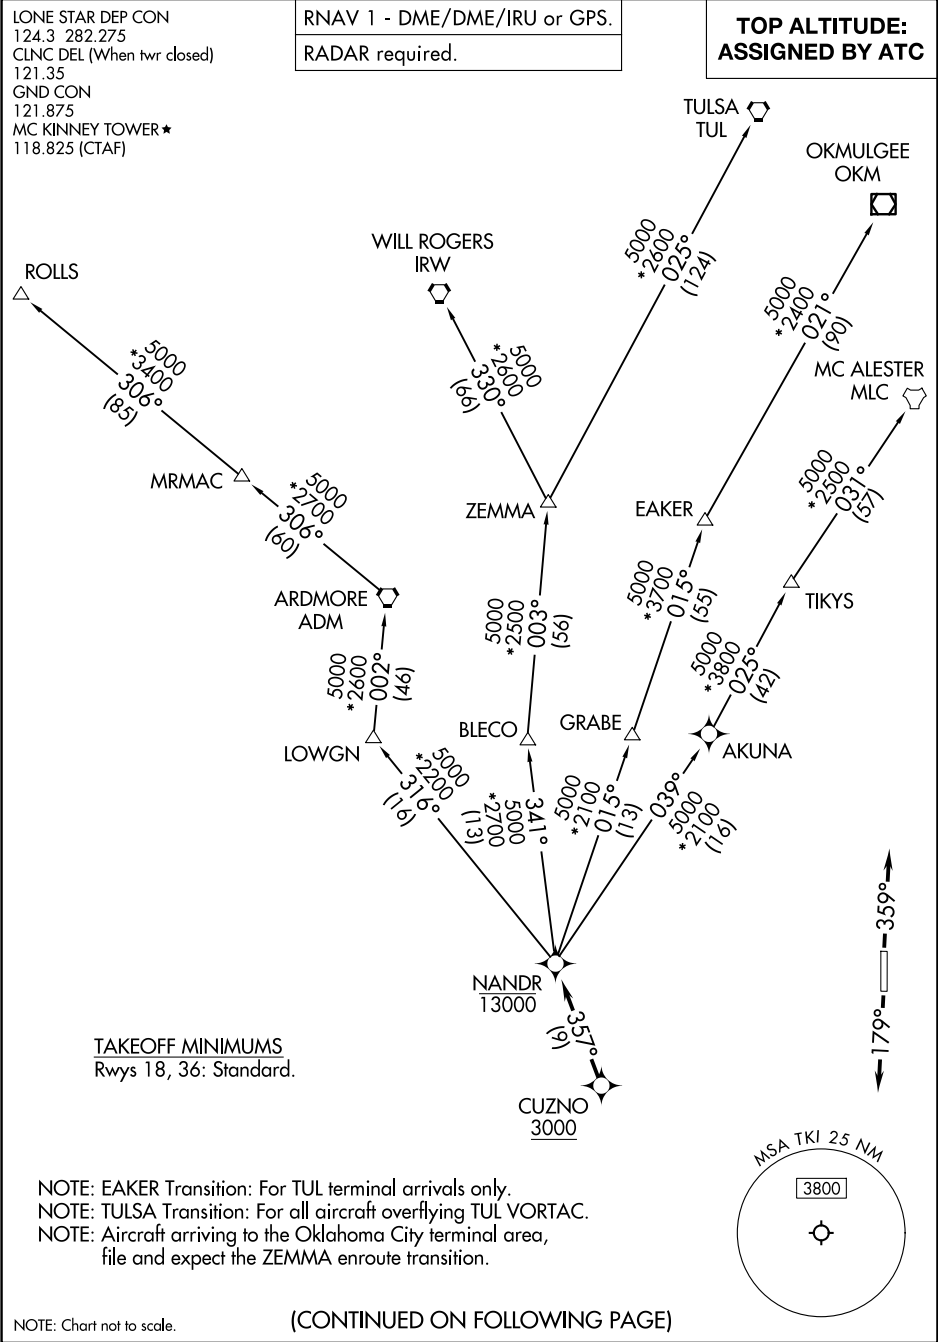 LONE STAR DEP CON
124.3 282.275
CLNC DEL (When twr closed)
121.35
GND CON
121.875
MC KINNEY TOWER★
118.825 (CTAF)
RNAV 1 - DME/DME/IRU or GPS.
RADAR required.
TOP ALTITUDE:
ASSIGNED BY ATC
TULSA
TUL
OKMULGEE
OKM
WILL ROGERS
IRW
ROLLS
5000
*2600
025°
(124)
5000
*2400
021°
(90)
5000
*3400
306°
(85)
5000
*2600
330°
(66)
MC ALESTER
MLC
MRMAC
5000
*2700
306°
(60)
ZEMMA
EAKER
5000
*2500
031°
(57)
ARDMORE
ADM
5000
*2500
003°
(56)
5000
*3700
015°
(55)
TIKYS
5000
*2600
002°
(46)
5000
*3800
025°
(42)
LOWGN
BLECO
GRABE
AKUNA
5000
*2200
316°
(16)
341°
5000
*2700
(13)
5000
*2100
015°
(13)
039°
5000
*2100
(16)
359°
179°
NANDR
13000
357°
(9)
CUZNO
3000
TAKEOFF MINIMUMS
Rwys 18, 36: Standard.
MSA TKI 25 NM
3800
NOTE: EAKER Transition: For TUL terminal arrivals only.
NOTE: TULSA Transition: For all aircraft overflying TUL VORTAC.
NOTE: Aircraft arriving to the Oklahoma City terminal area,
file and expect the ZEMMA enroute transition.
NOTE: Chart not to scale.
(CONTINUED ON FOLLOWING PAGE)